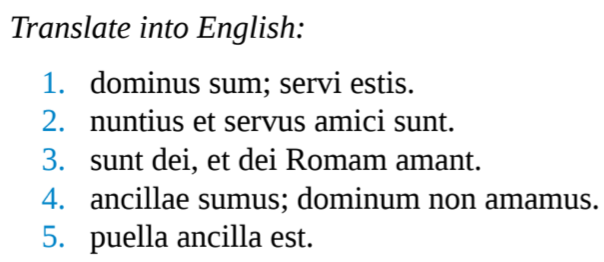 Translate into English:
1. dominus sum; servi estis.
2. nuntius et servus amici sunt.
3. sunt dei, et dei Romam amant.
4. ancillae sumus; dominum non amamus.
5. puella ancilla est.